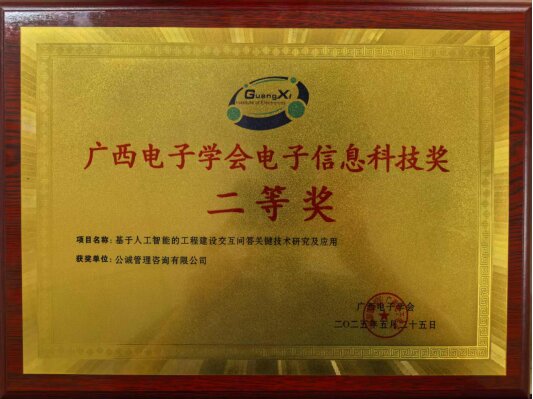 GuangXi
Institute of Electronics
广西电子学会电子信息科技奖
二等奖
项目名称：基于人工智能的工程建设交互问答关键技术研究及应用
获奖单位：公诚管理咨询有限公司
广西电子学会
二〇二五年五月二十五日